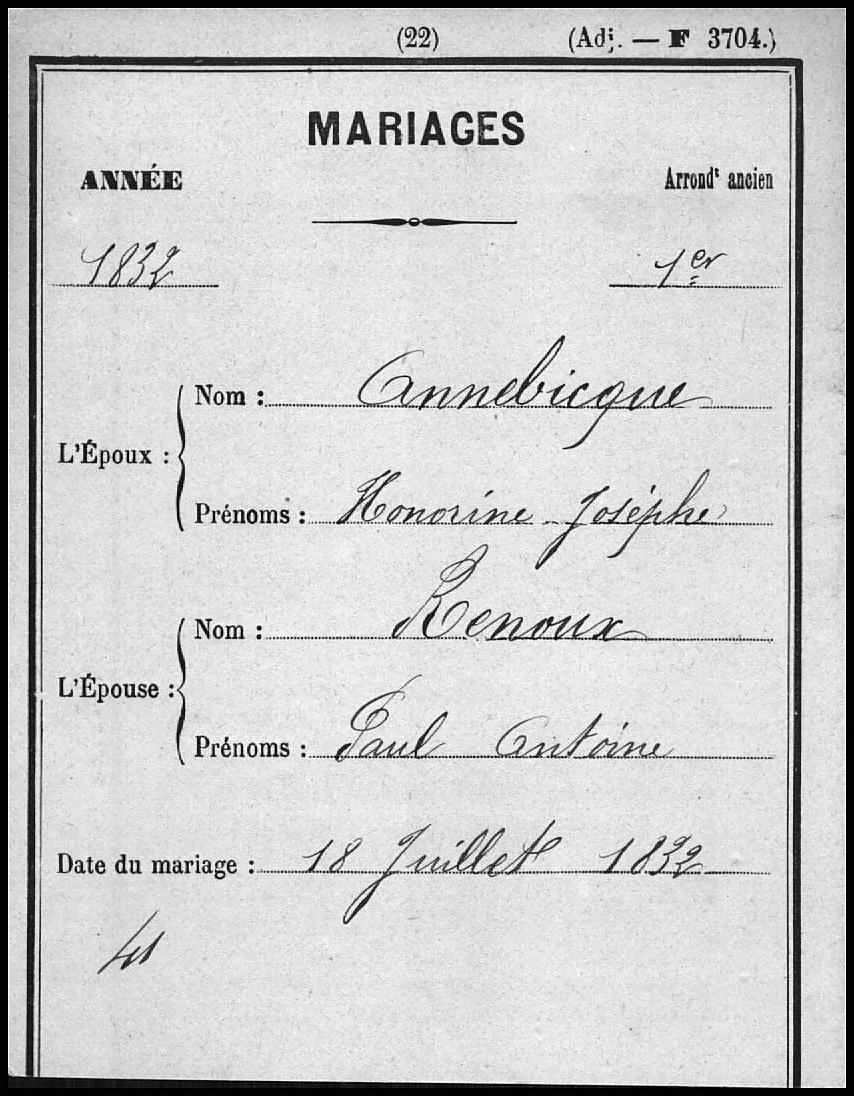 (22) (Adj. — F 3704.)
MARIAGES
ANNÉE Arrondt ancien
1832 1er
Nom : Annebicque
L'Époux :
Prénoms : Honorine Josèphe
Nom : Renoux
L'Épouse :
Prénoms : Paul Antoine
Date du mariage : 18 Juillet 1832